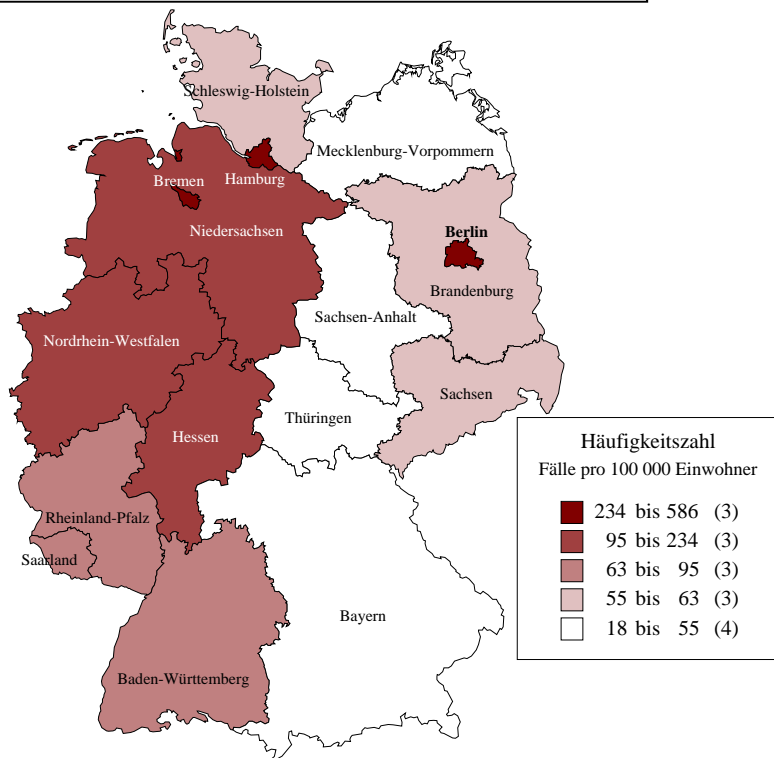 Schleswig-Holstein
Mecklenburg-Vorpommern
Bremen
Hamburg
Niedersachsen
Berlin
Brandenburg
Sachsen-Anhalt
Nordrhein-Westfalen
Sachsen
Thüringen
Hessen
Rheinland-Pfalz
Saarland
Bayern
Baden-Württemberg
Häufigkeitszahl
Fälle pro 100 000 Einwohner
234 bis 586 (3)
95 bis 234 (3)
63 bis 95 (3)
55 bis 63 (3)
18 bis 55 (4)